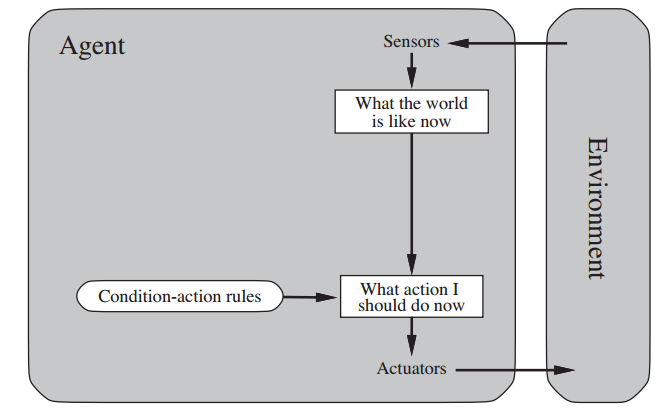 Agent
Sensors
What the world
is like now
Condition-action rules
What action I
should do now
Actuators
Environment